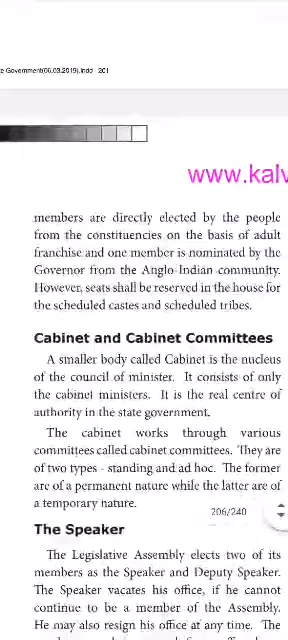 e Government(06.03.2019).indd 201
www.kalv
members are directly elected by the people
from the constituencies on the basis of adult
franchise and one member is nominated by the
Governor from the Anglo-Indian community.
However, seats shall be reserved in the house for
the scheduled castes and scheduled tribes.
Cabinet and Cabinet Committees
A smaller body called Cabinet is the nucleus
of the council of minister. It consists of only
the cabinet ministers. It is the real centre of
authority in the state government.
The cabinet works through various
committees called cabinet committees. They are
of two types - standing and ad hoc. The former
are of a permanent nature while the latter are of
a temporary nature.
206/240
The Speaker
The Legislative Assembly elects two of its
members as the Speaker and Deputy Speaker.
The Speaker vacates his office, if he cannot
continue to be a member of the Assembly.
He may also resign his office at any time. The